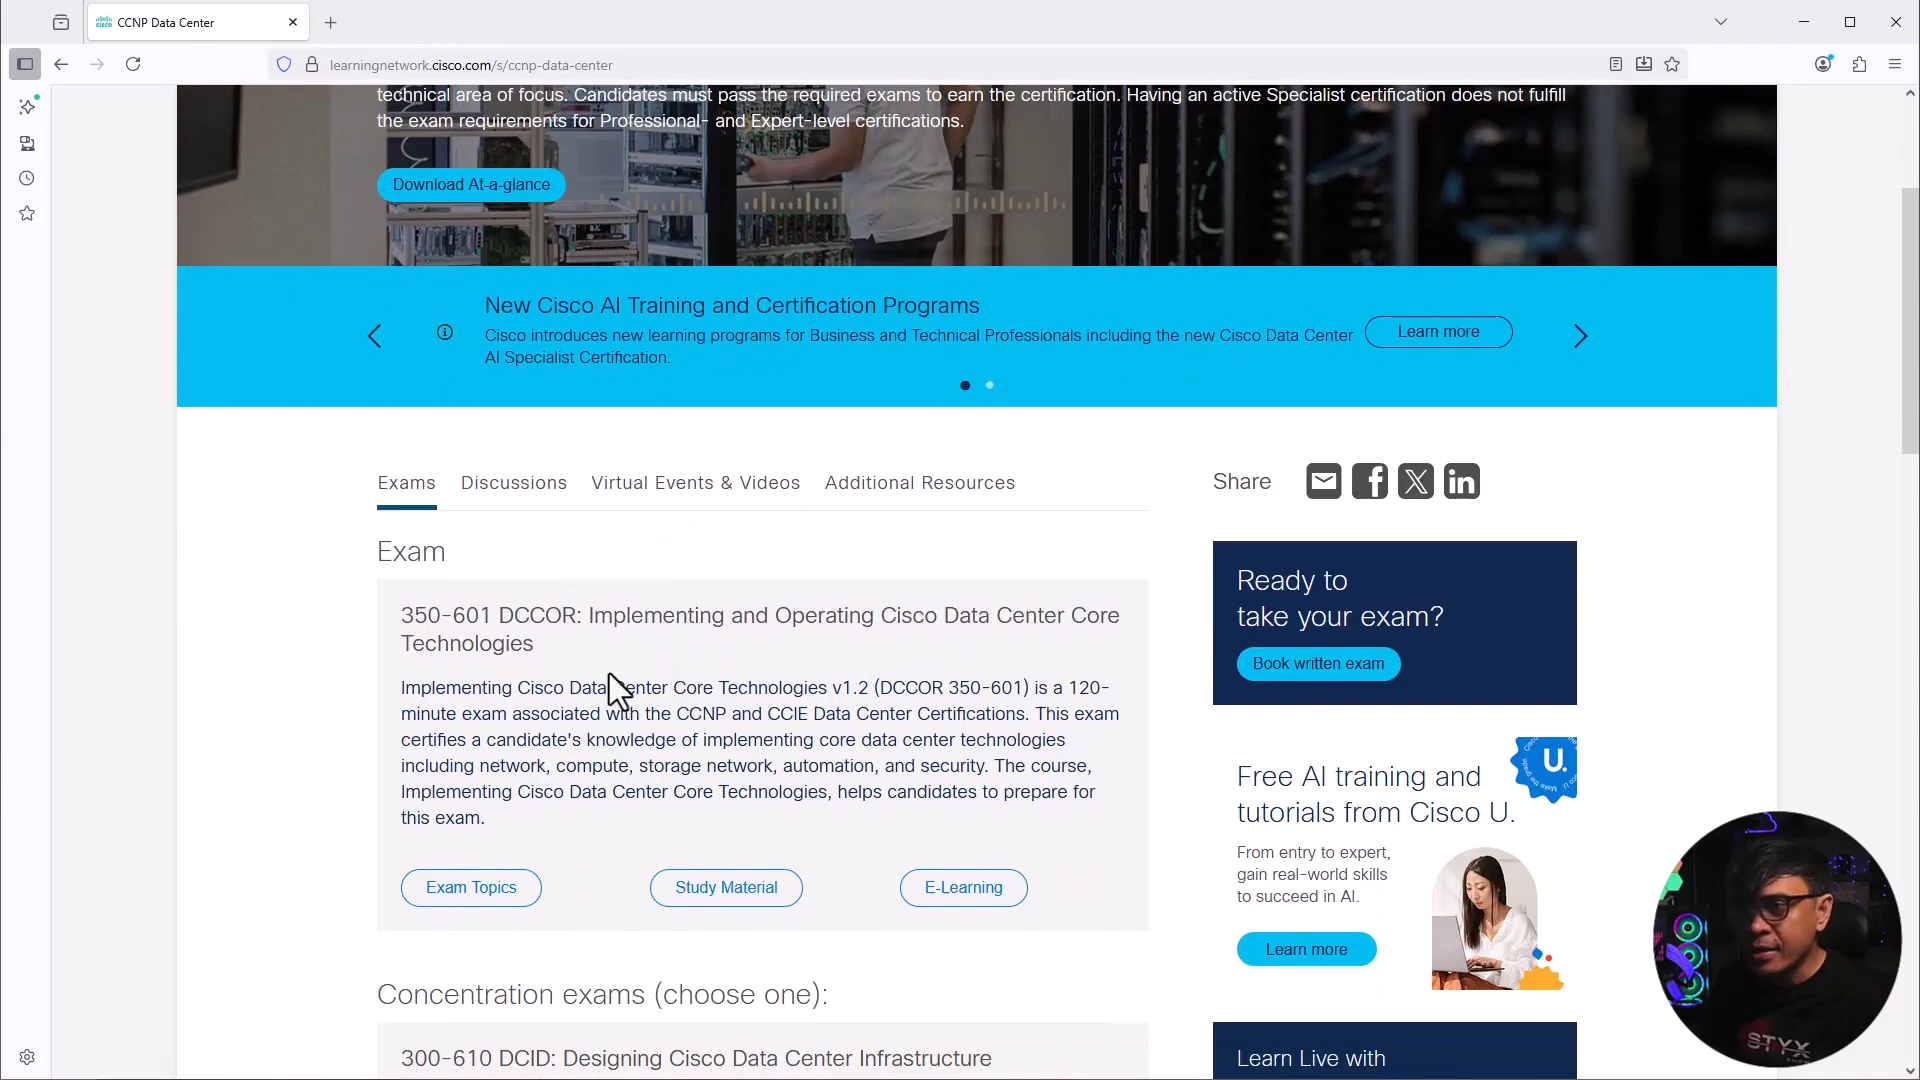 CCNP Data Center
learningnetwork.cisco.com/s/ccnp-data-center
technical area of focus. Candidates must pass the required exams to earn the certification. Having an active Specialist certification does not fulfill
the exam requirements for Professional- and Expert-level certifications.
Download At-a-glance
New Cisco AI Training and Certification Programs
Cisco introduces new learning programs for Business and Technical Professionals including the new Cisco Data Center
AI Specialist Certification.
Learn more
Exams Discussions Virtual Events & Videos Additional Resources
Share
Exam
350-601 DCCOR: Implementing and Operating Cisco Data Center Core
Technologies
Implementing Cisco Data Center Core Technologies v1.2 (DCCOR 350-601) is a 120-
minute exam associated with the CCNP and CCIE Data Center Certifications. This exam
certifies a candidate's knowledge of implementing core data center technologies
including network, compute, storage network, automation, and security. The course,
Implementing Cisco Data Center Core Technologies, helps candidates to prepare for
this exam.
Exam Topics
Study Material
E-Learning
Concentration exams (choose one):
300-610 DCID: Designing Cisco Data Center Infrastructure
Ready to
take your exam?
Book written exam
Free AI training and
tutorials from Cisco U.
U.
From entry to expert,
gain real-world skills
to succeed in AI.
Learn more
Learn Live with
STYX